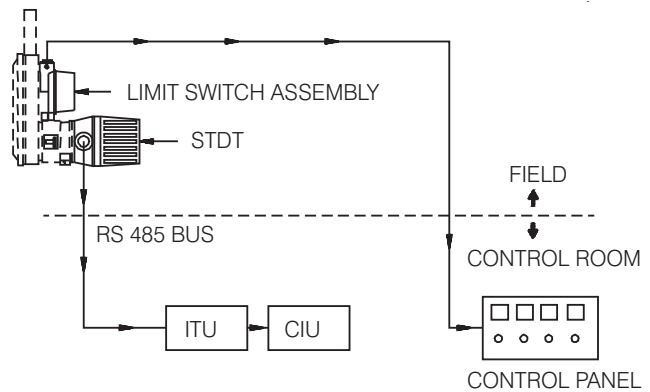 LIMIT SWITCH ASSEMBLY
STDT
FIELD
RS 485 BUS
CONTROL ROOM
ITU
CIU
CONTROL PANEL